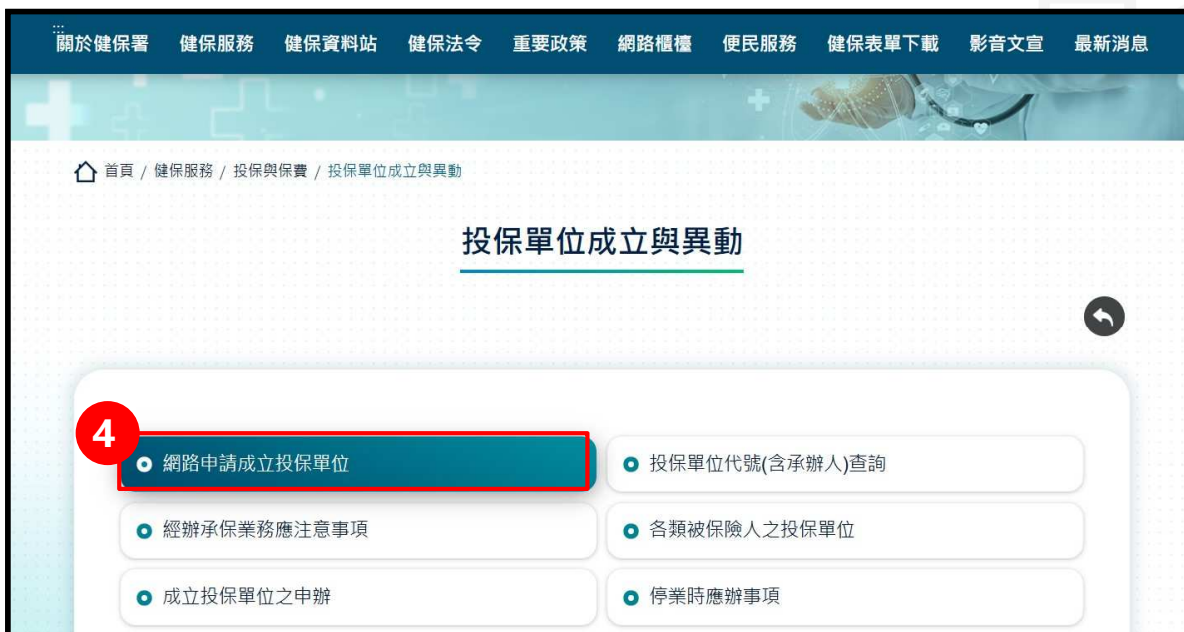 :::
關於健保署 健保服務 健保資料站 健保法令 重要政策 網路櫃檯 便民服務 健保表單下載 影音文宣 最新消息
首頁 / 健保服務 / 投保與保費 / 投保單位成立與異動
投保單位成立與異動
4
網路申請成立投保單位
投保單位代號(含承辦人)查詢
經辦承保業務應注意事項
各類被保險人之投保單位
成立投保單位之申辦
停業時應辦事項